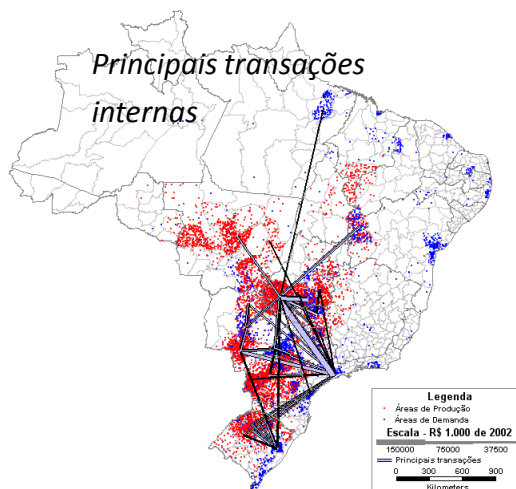 Principais transações
internas
Legenda
Áreas de Produção
Áreas de Demanda
Escala - R$ 1.000 de 2002
150000 75000 37500
Principais transações
0 300 600 900
Kilometers